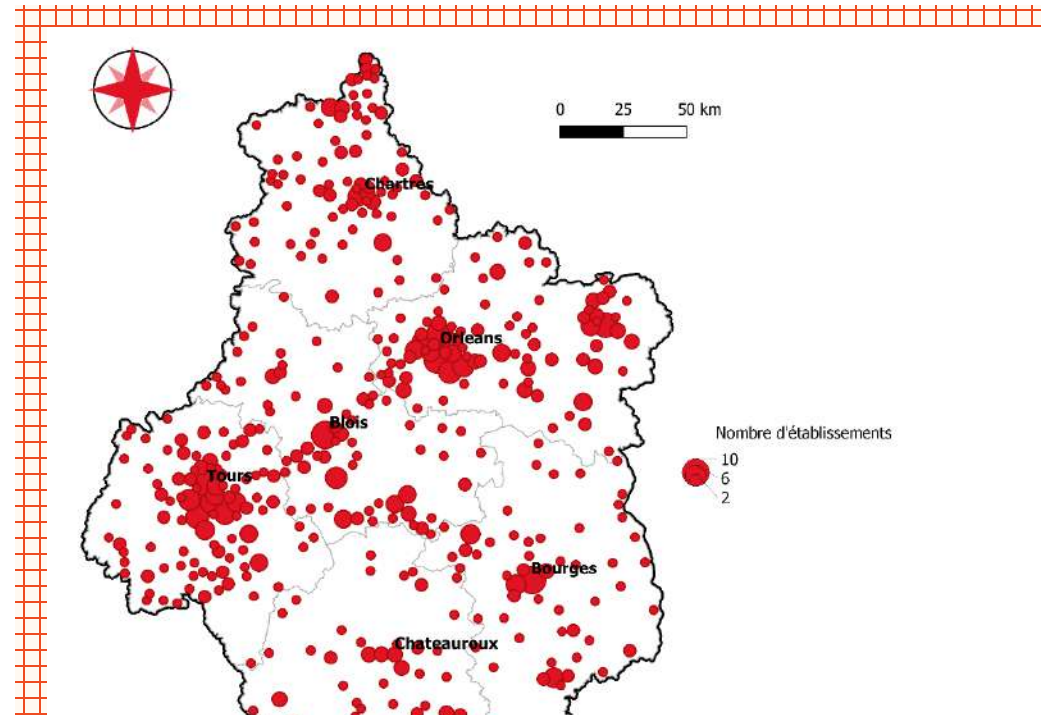 0 25 50 km
Chartres
Orleans
Blois
Nombre d'établissements
10
6
2
Tours
Bourges
Chateauroux